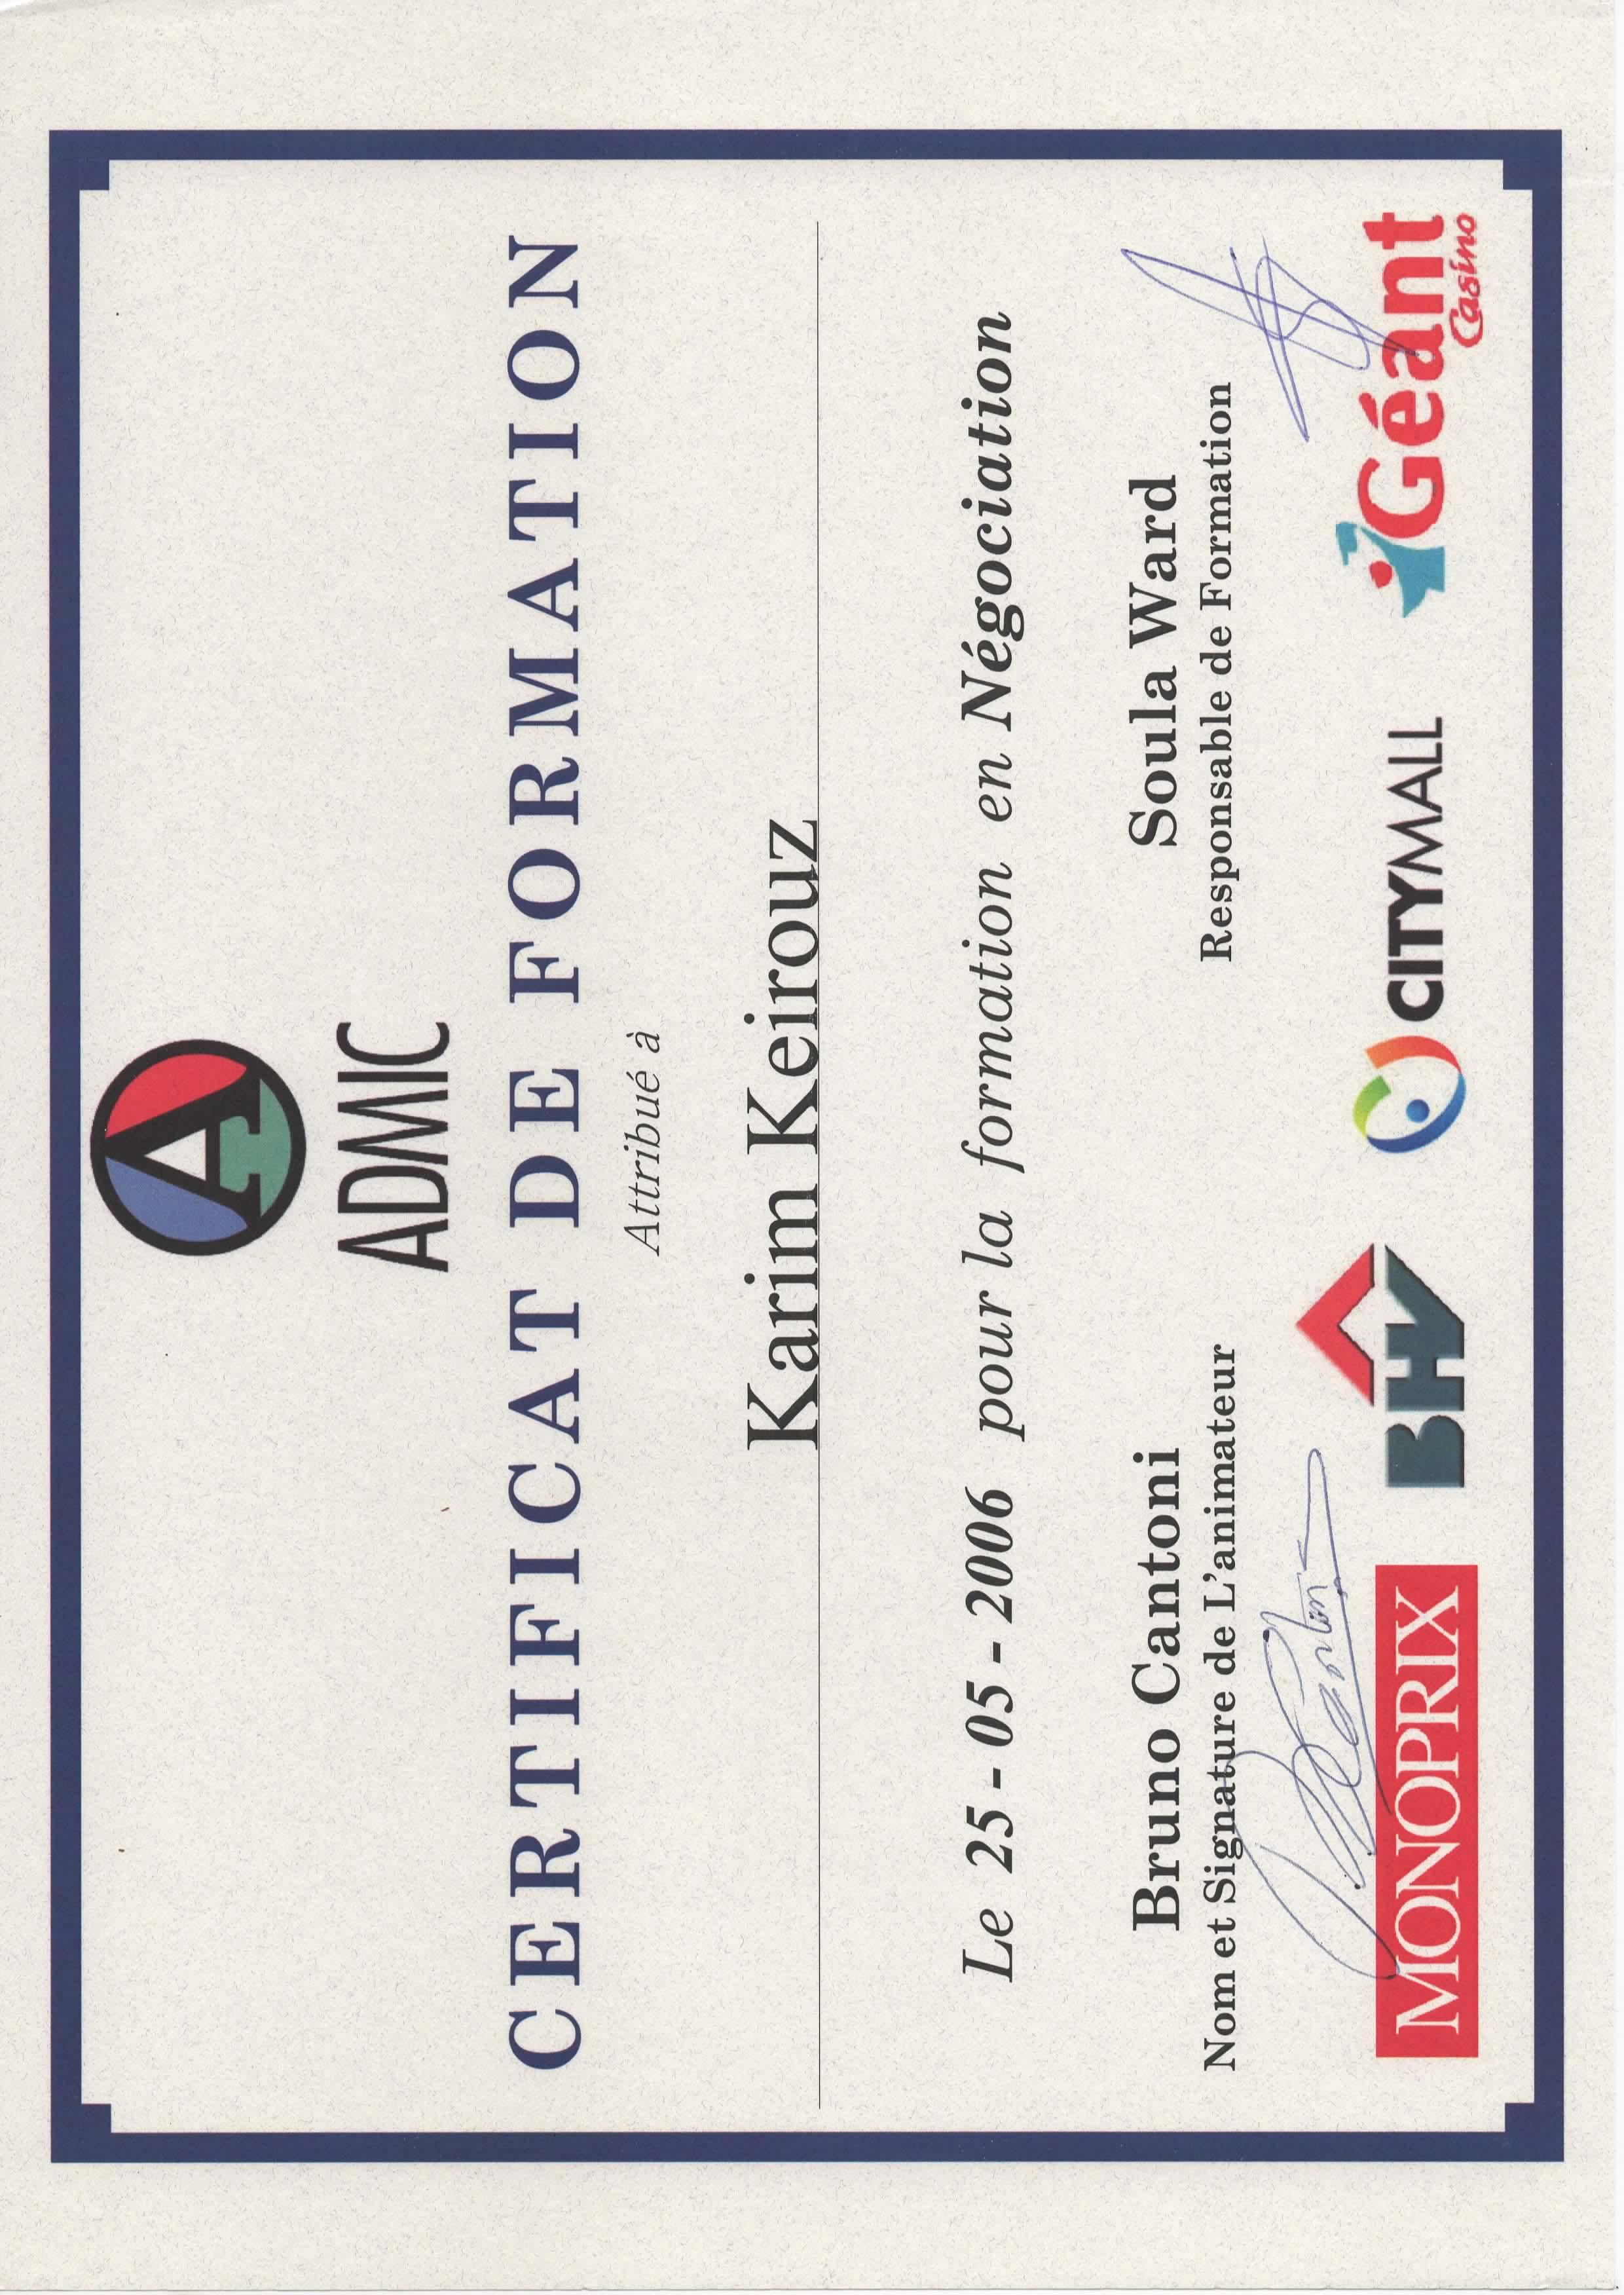 A
ADMIC
CERTIFICAT DE FORMATION
Attribué à
Karim Keirouz
Le 25 - 05 - 2006 pour la formation en Négociation
Bruno Cantoni
Nom et Signature de L'animateur
Soula Ward
Responsable de Formation
B Cantoni
MONOPRIX
BHV
CITYMALL
Géant
Casino